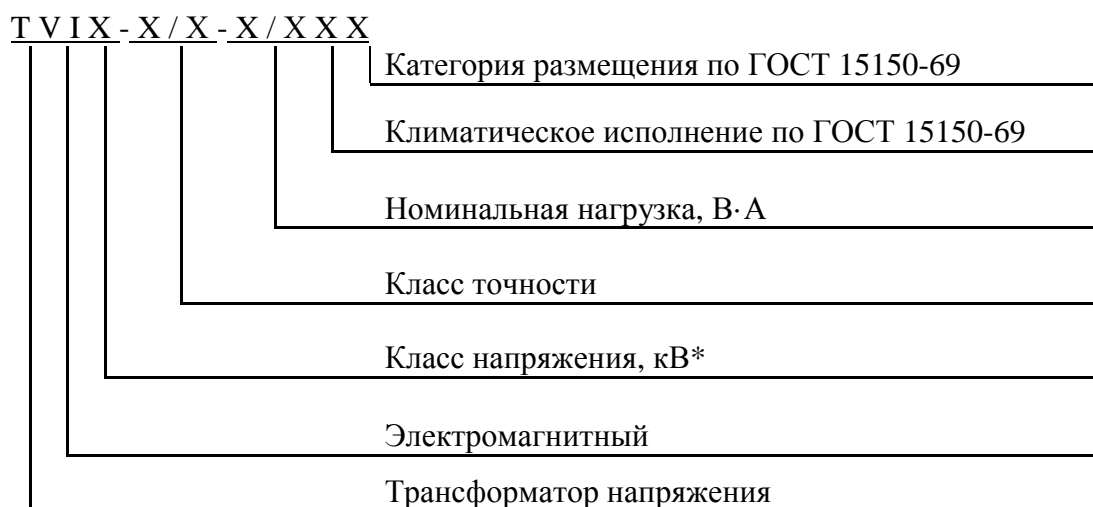 T V I X - X / X - X / X X X
Категория размещения по ГОСТ 15150-69
Климатическое исполнение по ГОСТ 15150-69
Номинальная нагрузка, В·А
Класс точности
Класс напряжения, кВ*
Электромагнитный
Трансформатор напряжения